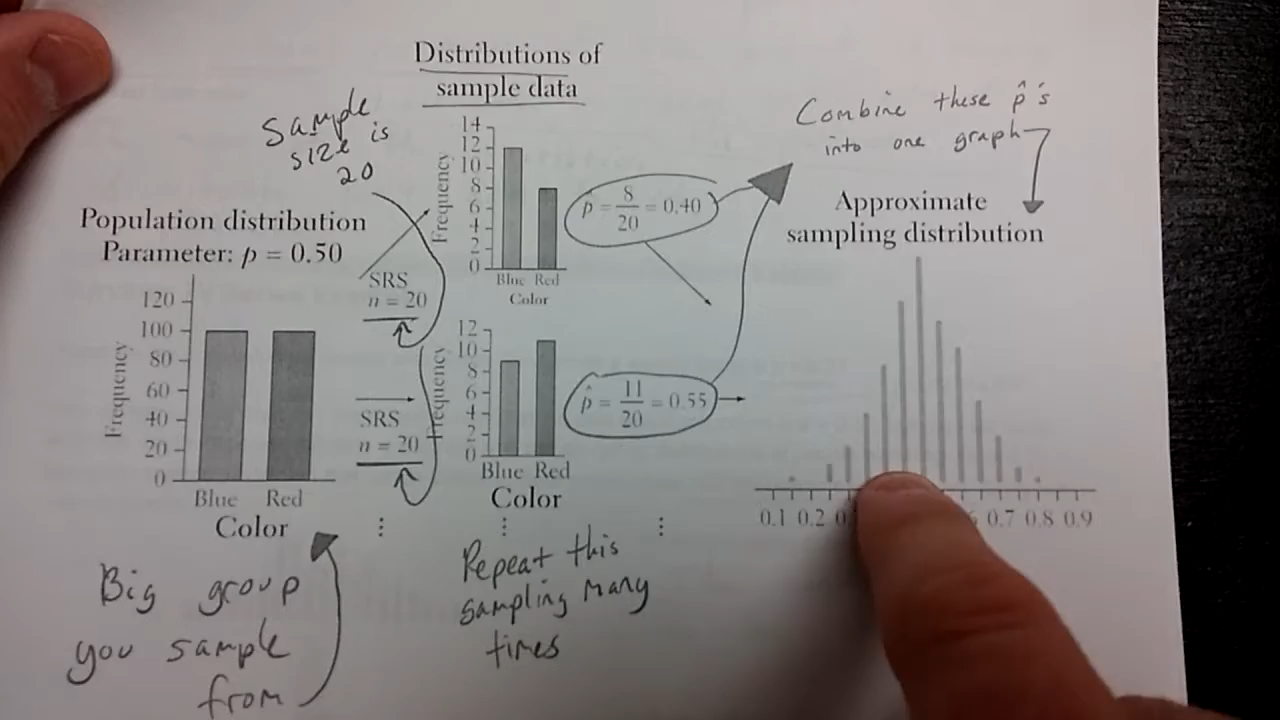 Distributions of
sample data
Sample
size is
20
Combine these p̂'s
into one graph
Population distribution
Parameter: p = 0.50
Frequency
120
100
80
60
40
20
0
Blue Red
Color
SRS
n = 20
SRS
n = 20
Frequency
14
12
10
8
6
4
2
0
Blue Red
Color
p̂ = 8/20 = 0.40
Frequency
12
10
8
6
4
2
0
Blue Red
Color
p̂ = 11/20 = 0.55
Approximate
sampling distribution
0.1 0.2 0.7 0.8 0.9
Big group
you sample
from
Repeat this
sampling many
times